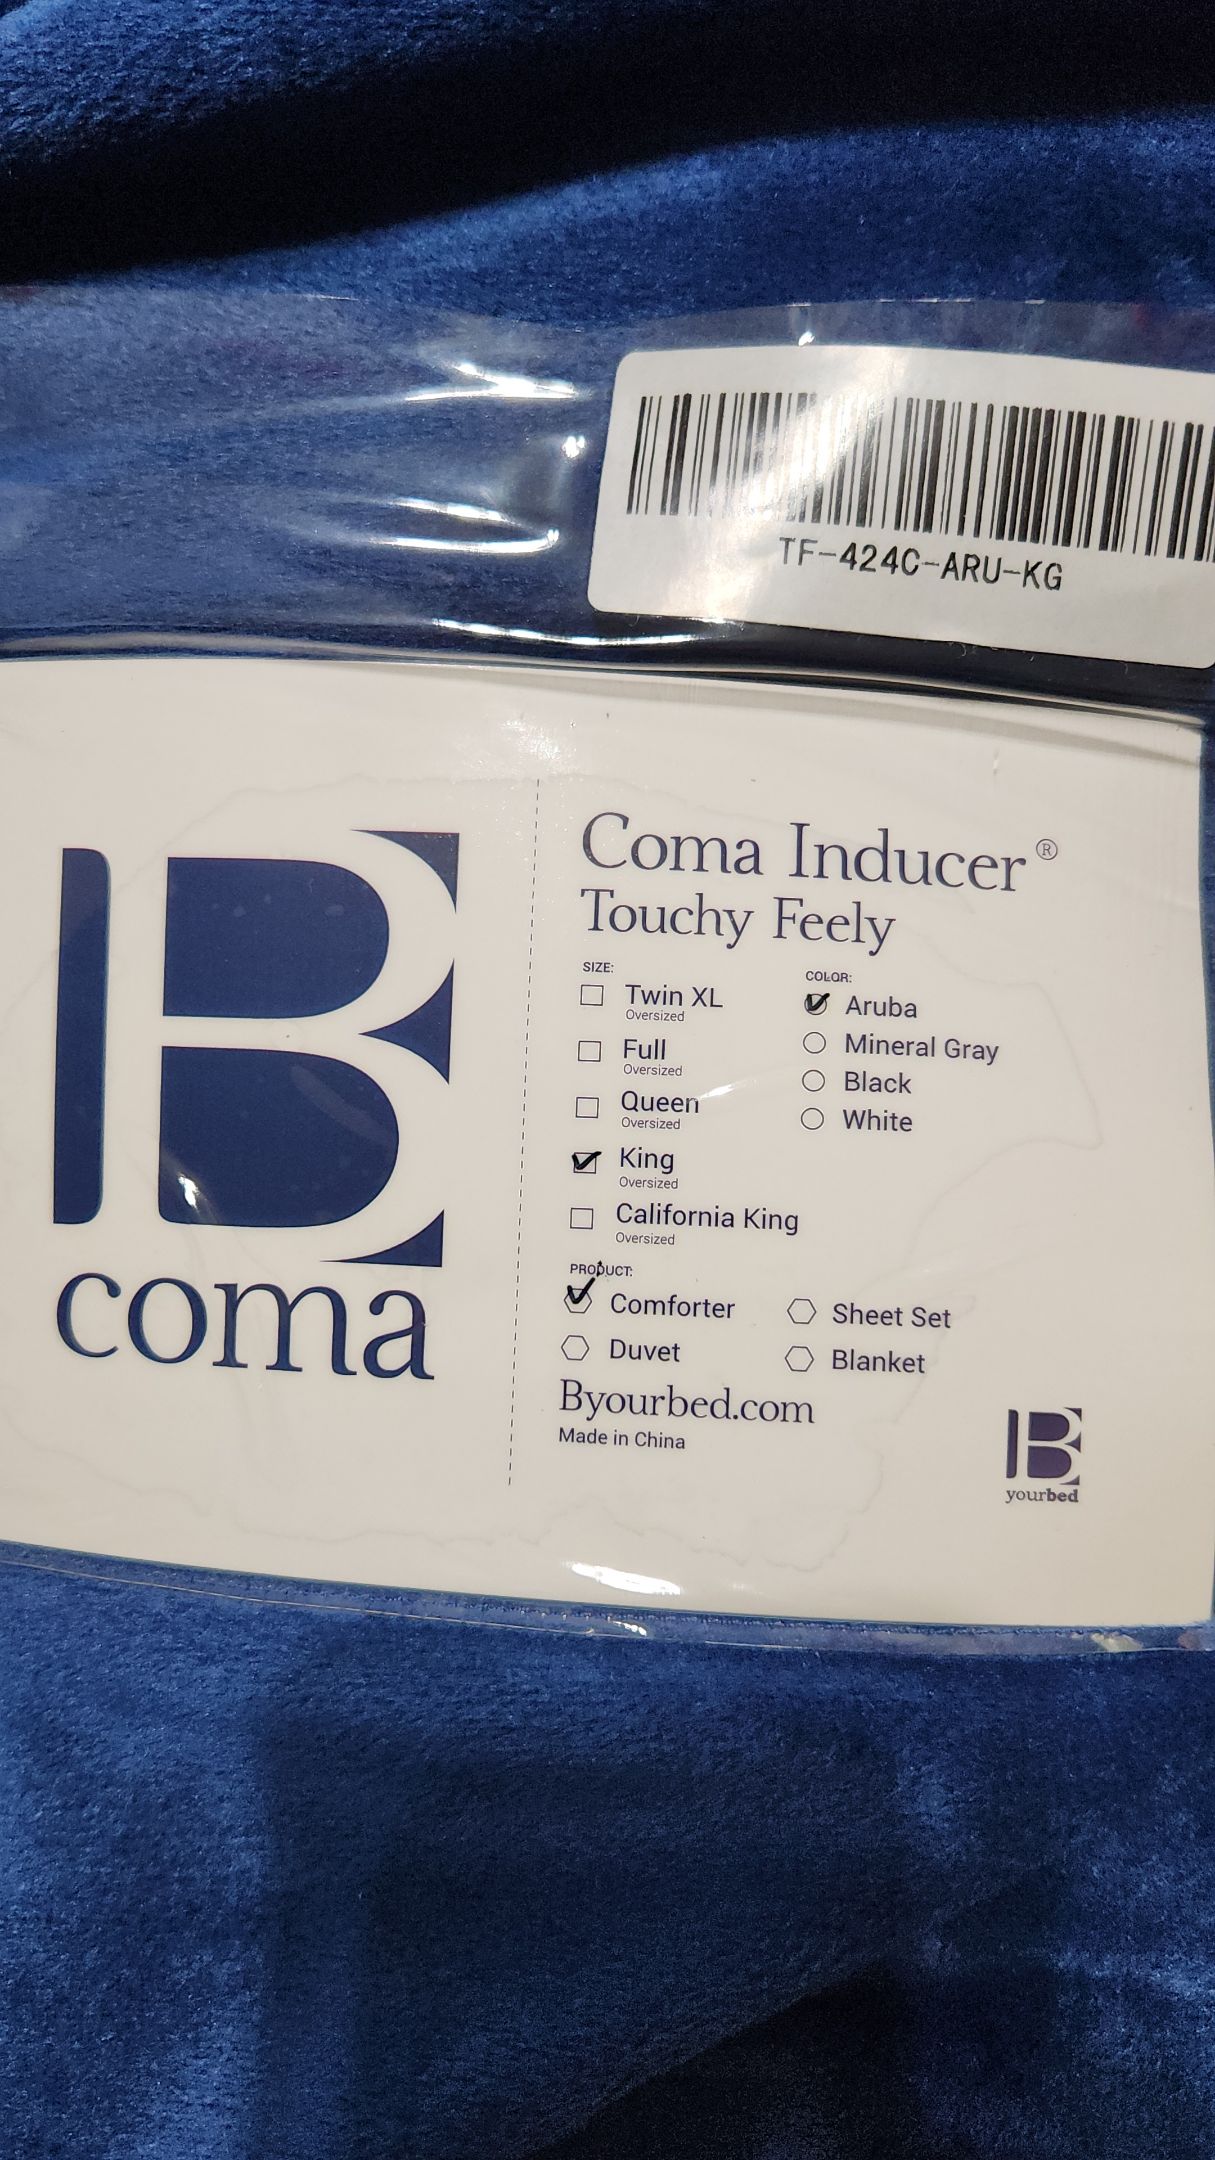 TF-424C-ARU-KG
B
coma
Coma Inducer®
Touchy Feely
SIZE:
Twin XL
Oversized
Full
Oversized
Queen
Oversized
King
Oversized
California King
Oversized
COLOR:
Aruba
Mineral Gray
Black
White
PRODUCT:
Comforter
Sheet Set
Duvet
Blanket
Byourbed.com
Made in China
B
yourbed